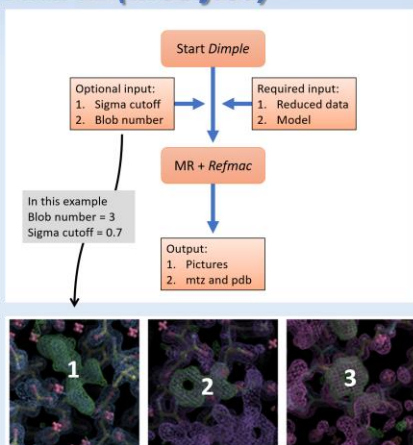 Start Dimple
Optional input:
1. Sigma cutoff
2. Blob number
Required input:
1. Reduced data
2. Model
MR + Refmac
In this example
Blob number = 3
Sigma cutoff = 0.7
Output:
1. Pictures
2. mtz and pdb
1
2
3